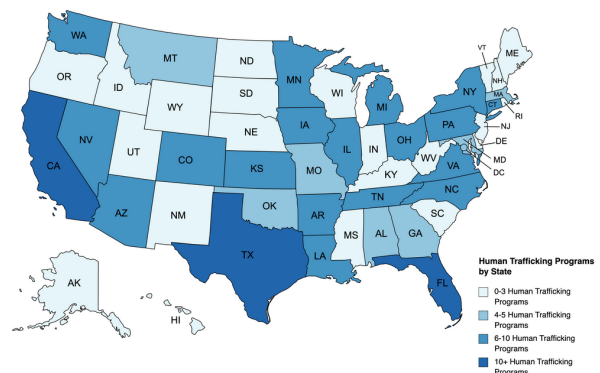 WA
MT
ND
MN
VT
ME
OR
ID
SD
WI
MI
NY
NH
MA
CT
RI
WY
IA
NE
PA
NJ
NV
UT
CO
IL
IN
OH
DE
MD
DC
CA
KS
MO
WV
VA
KY
AZ
NM
OK
AR
TN
NC
SC
MS
AL
GA
TX
LA
FL
AK
HI
Human Trafficking Programs
by State
0-3 Human Trafficking
Programs
4-5 Human Trafficking
Programs
6-10 Human Trafficking
Programs
10+ Human Trafficking
Programs